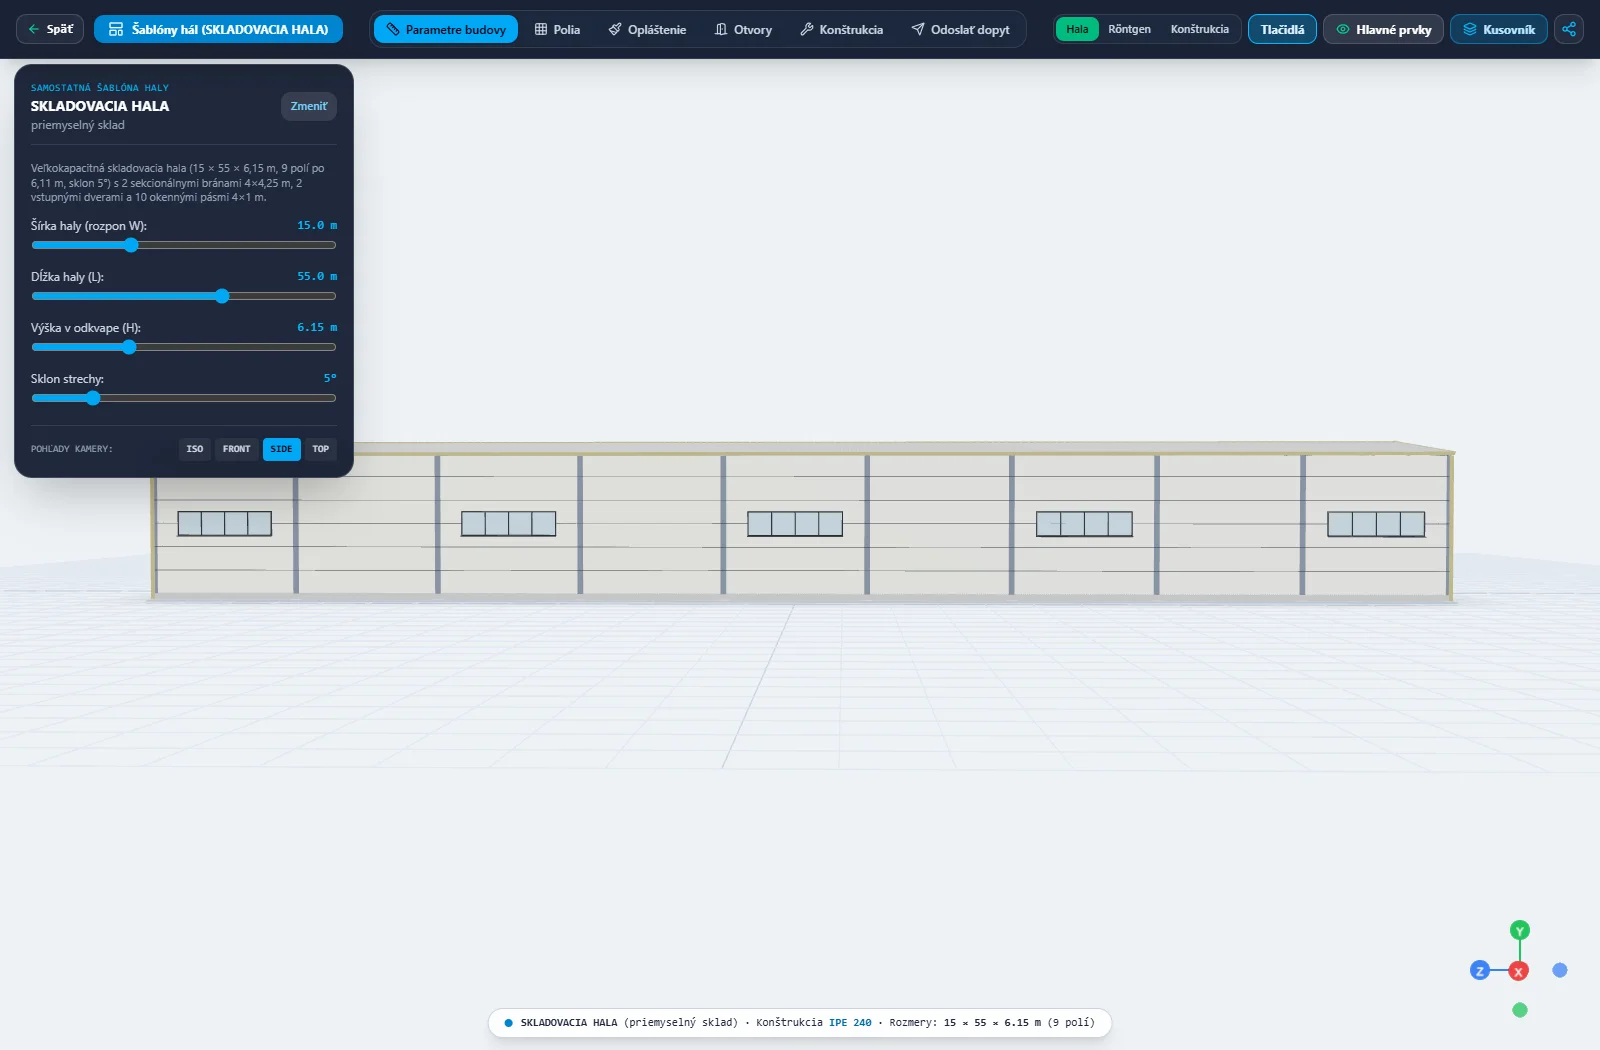 Späť
Šablóny hál (SKLADOVACIA HALA)
Parametre budovy
Polia
Opláštenie
Otvory
Konštrukcia
Odoslať dopyt
Hala
Röntgen
Konštrukcia
Tlačidlá
Hlavné prvky
Kusovník
SAMOSTATNÁ ŠABLÓNA HALY
SKLADOVACIA HALA
priemyselný sklad
Zmeniť
Veľkokapacitná skladovacia hala (15 × 55 × 6,15 m, 9 polí po
6,11 m, sklon 5°) s 2 sekcionálnymi bránami 4×4,25 m, 2
vstupnými dverami a 10 okennými pásmi 4×1 m.
Šírka haly (rozpon W):
15.0 m
Dĺžka haly (L):
55.0 m
Výška v odkvape (H):
6.15 m
Sklon strechy:
5°
POHĽADY KAMERY:
ISO
FRONT
SIDE
TOP
Y
Z
X
SKLADOVACIA HALA (priemyselný sklad) · Konštrukcia IPE 240 · Rozmery: 15 × 55 × 6.15 m (9 polí)